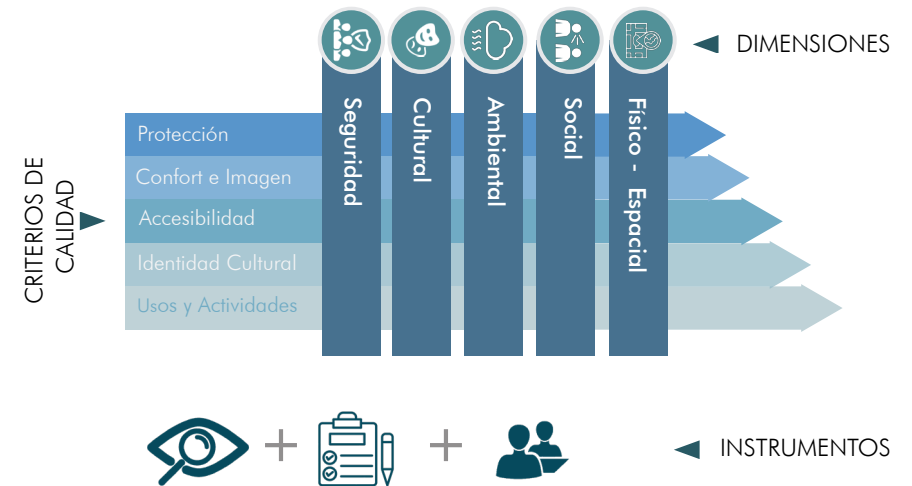 DIMENSIONES
Seguridad
Cultural
Ambiental
Social
Físico - Espacial
CRITERIOS DE
CALIDAD
Protección
Confort e Imagen
Accesibilidad
Identidad Cultural
Usos y Actividades
INSTRUMENTOS